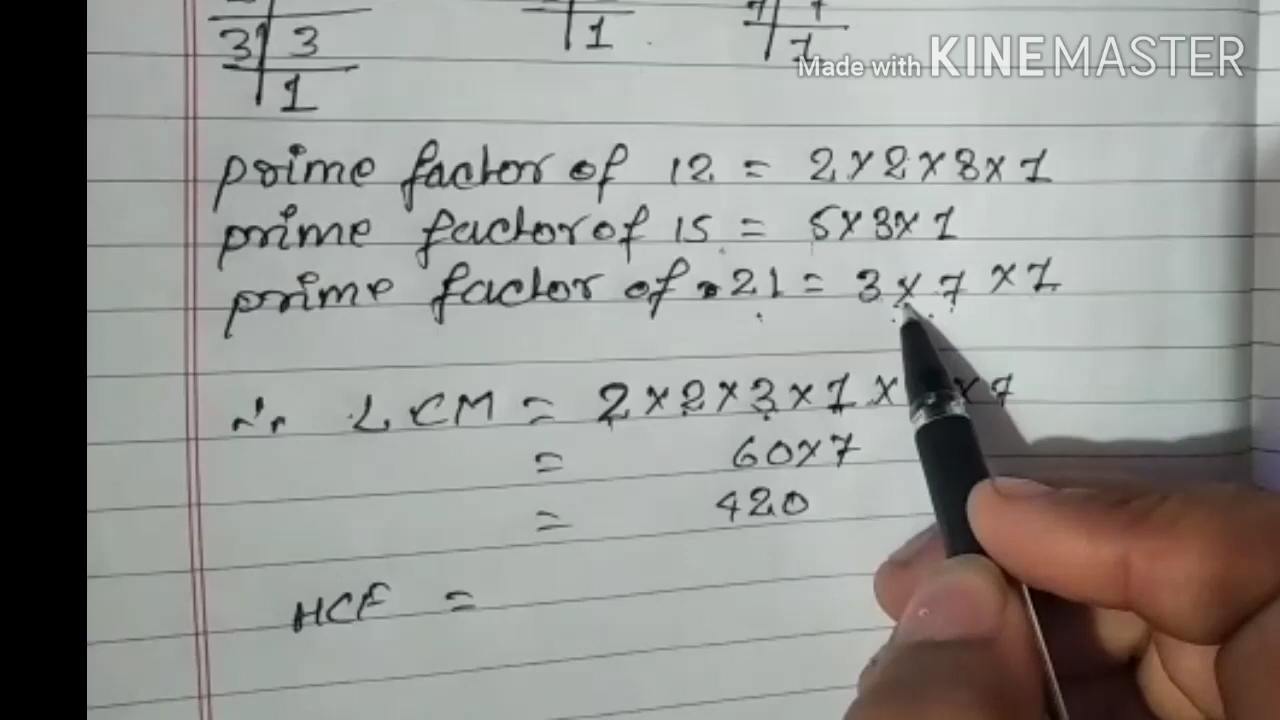 3 3
1
1
7 7
1
Made with KINEMASTER
prime factor of 12 = 2 × 2 × 3 × 1
prime factor of 15 = 5 × 3 × 1
prime factor of 21 = 3 × 7 × 1
∴ LCM = 2 × 2 × 3 × 1 × × 7
= 60 × 7
= 420
HCF =